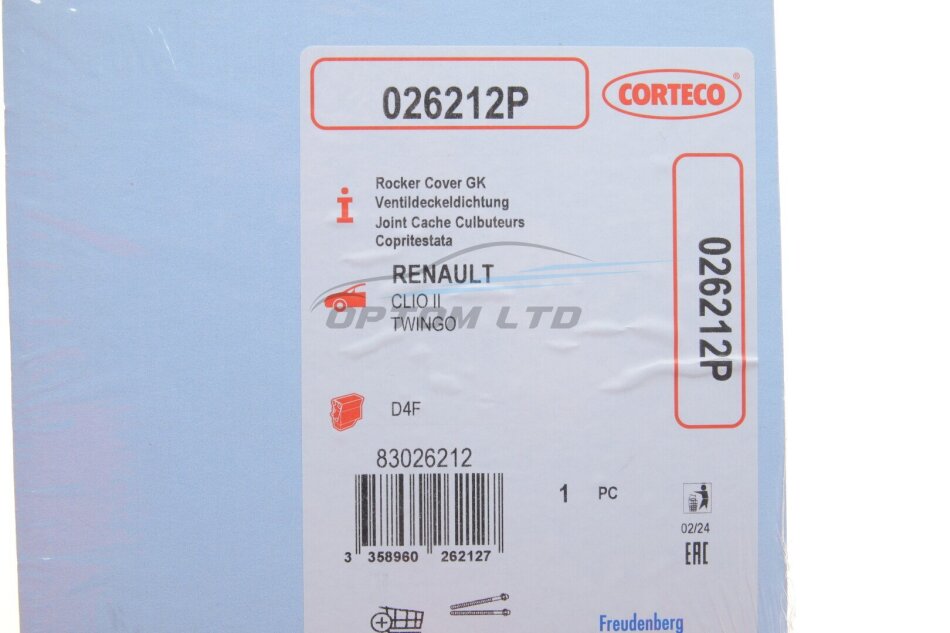 026212P
CORTECO®
Rocker Cover GK
Ventildeckeldichtung
Joint Cache Culbuteurs
Copritestata
026212P
RENAULT
CLIO II
OPTOM LTD
TWINGO
D4F
83026212
1 PC
02/24
3 358960 262127
EAC
Freudenberg